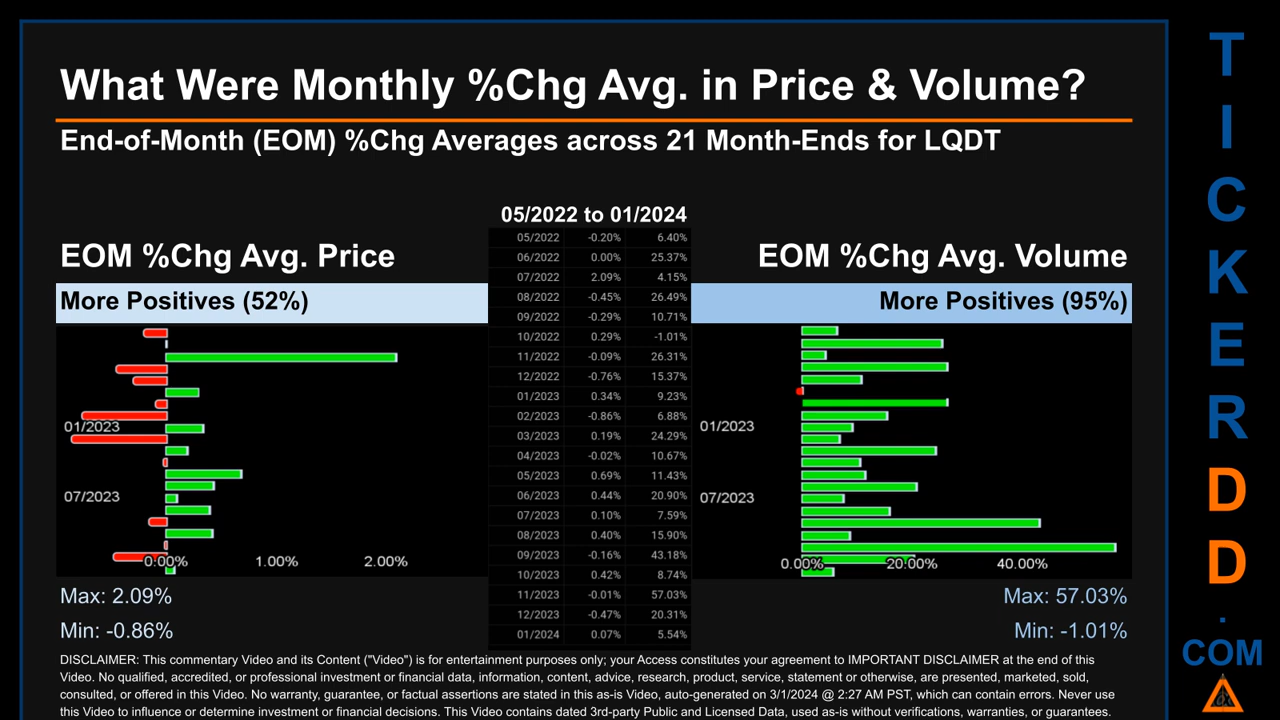 What Were Monthly %Chg Avg. in Price & Volume?
End-of-Month (EOM) %Chg Averages across 21 Month-Ends for LQDT
05/2022 to 01/2024
EOM %Chg Avg. Price
EOM %Chg Avg. Volume
More Positives (52%)
More Positives (95%)
05/2022 -0.20% 6.40%
06/2022 0.00% 25.37%
07/2022 2.09% 4.15%
08/2022 -0.45% 26.49%
09/2022 -0.29% 10.71%
10/2022 0.29% -1.01%
11/2022 -0.09% 26.31%
12/2022 -0.76% 15.37%
01/2023 0.34% 9.23%
02/2023 -0.86% 6.88%
03/2023 0.19% 24.29%
04/2023 -0.02% 10.67%
05/2023 0.69% 11.43%
06/2023 0.44% 20.90%
07/2023 0.10% 7.59%
08/2023 0.40% 15.90%
09/2023 -0.16% 43.18%
10/2023 0.42% 8.74%
11/2023 -0.01% 57.03%
12/2023 -0.47% 20.31%
01/2024 0.07% 5.54%
01/2023
07/2023
0.00% 1.00% 2.00%
01/2023
07/2023
0.00% 20.00% 40.00%
Max: 2.09%
Min: -0.86%
Max: 57.03%
Min: -1.01%
DISCLAIMER: This commentary Video and its Content ("Video") is for entertainment purposes only; your Access constitutes your agreement to IMPORTANT DISCLAIMER at the end of this
Video. No qualified, accredited, or professional investment or financial data, information, content, advice, research, product, service, statement or otherwise, are presented, marketed, sold,
consulted, or offered in this Video. No warranty, guarantee, or factual assertions are stated in this as-is Video, auto-generated on 3/1/2024 @ 2:27 AM PST, which can contain errors. Never use
this Video to influence or determine investment or financial decisions. This Video contains dated 3rd-party Public and Licensed Data, used as-is without verifications, warranties, or guarantees.
T
I
C
K
E
R
D
D
.
COM